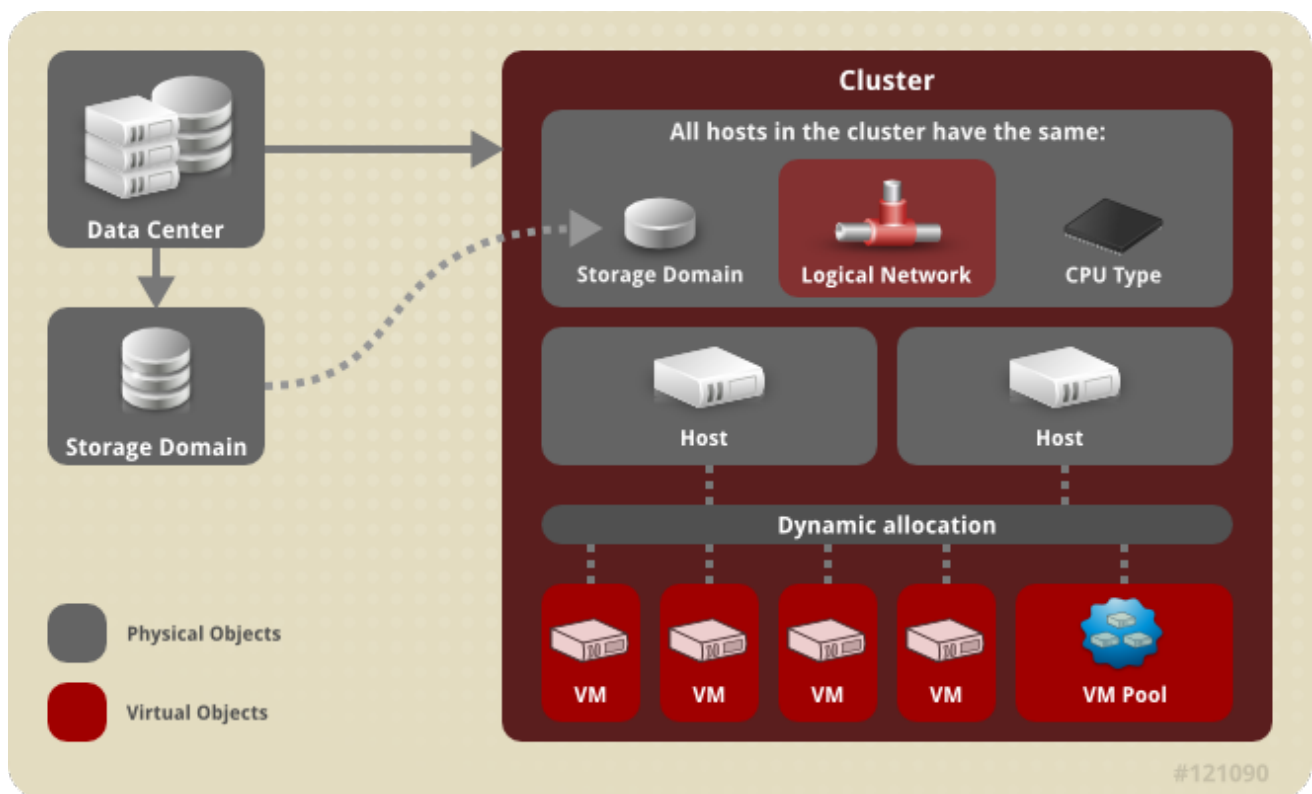 Data Center
Storage Domain
Cluster
All hosts in the cluster have the same:
Storage Domain
Logical Network
CPU Type
Host
Host
Dynamic allocation
VM
VM
VM
VM
VM Pool
Physical Objects
Virtual Objects
#121090